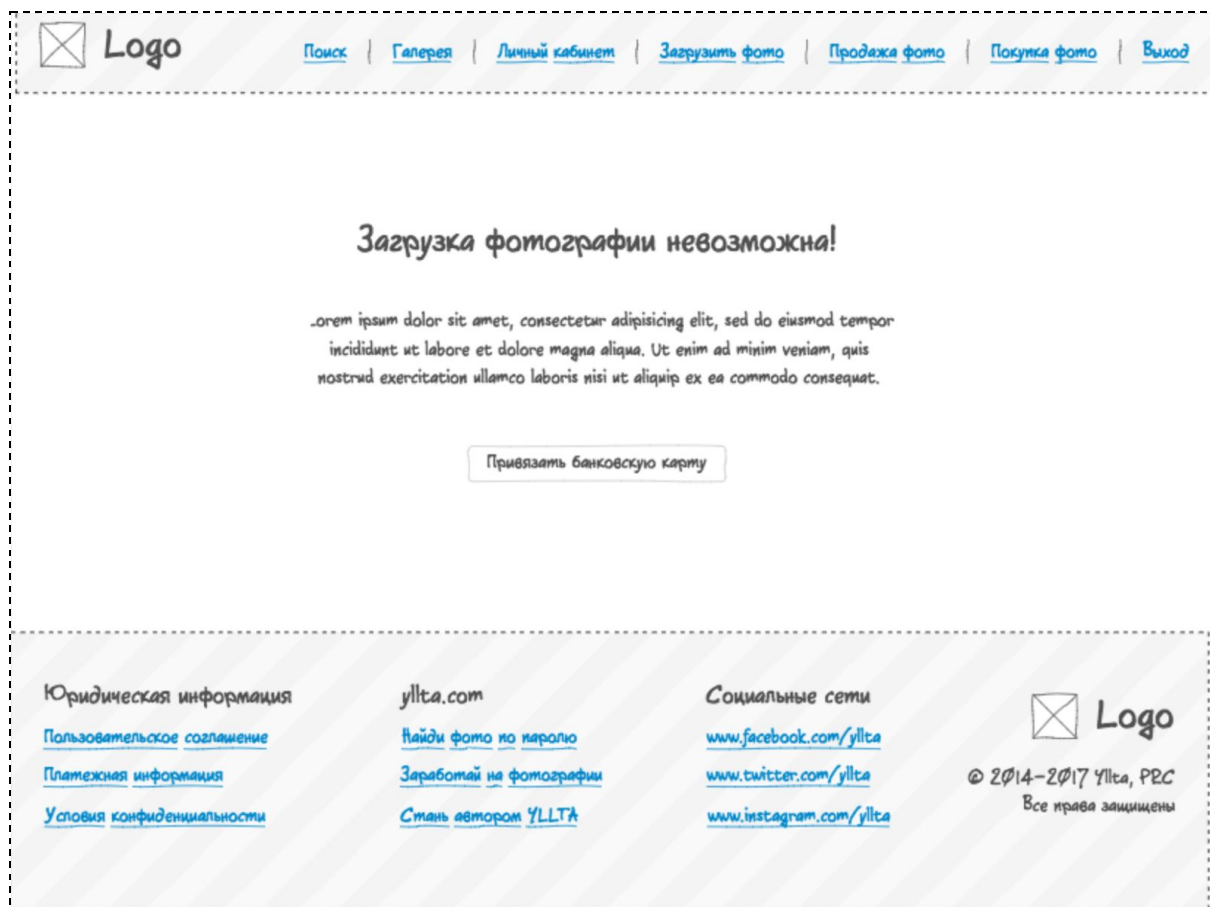 Logo
Поиск | Галерея | Личный кабинет | Загрузить фото | Продажа фото | Покупка фото | Выход
Загрузка фотографии невозможна!
Lorem ipsum dolor sit amet, consectetur adipisicing elit, sed do eiusmod tempor
incididunt ut labore et dolore magna aliqua. Ut enim ad minim veniam, quis
nostrud exercitation ullamco laboris nisi ut aliquip ex ea commodo consequat.
Привязать банковскую карту
Юридическая информация
Пользовательское соглашение
Платежная информация
Условия конфиденциальности
yllta.com
Найди фото по паролю
Заработай на фотографии
Стань автором YLLTA
Социальные сети
www.facebook.com/yllta
www.twitter.com/yllta
www.instagram.com/yllta
Logo
© 2014-2017 Yllta, PRC
Все права защищены